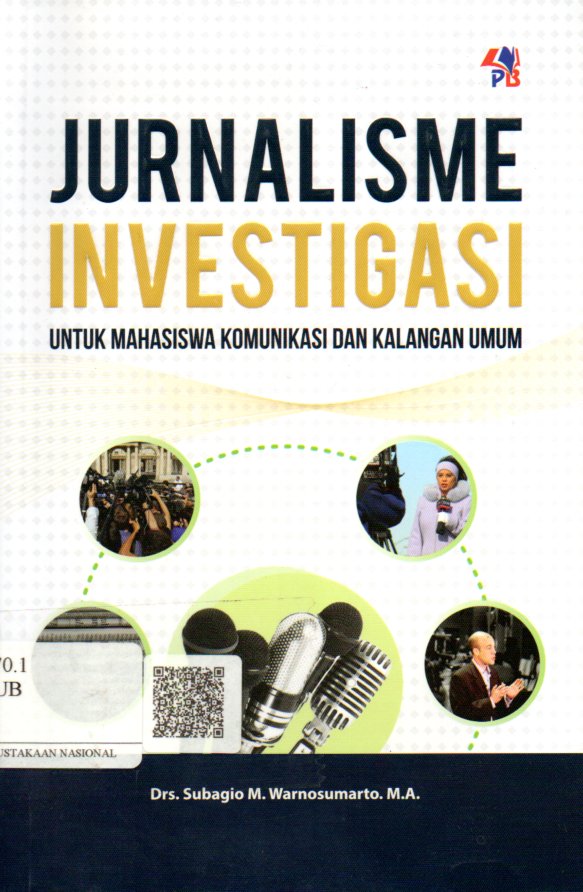 PB
JURNALISME
INVESTIGASI
UNTUK MAHASISWA KOMUNIKASI DAN KALANGAN UMUM
70.1
UB
USTAKAAN NASIONAL
Drs. Subagio M. Warnosumarto. M.A.